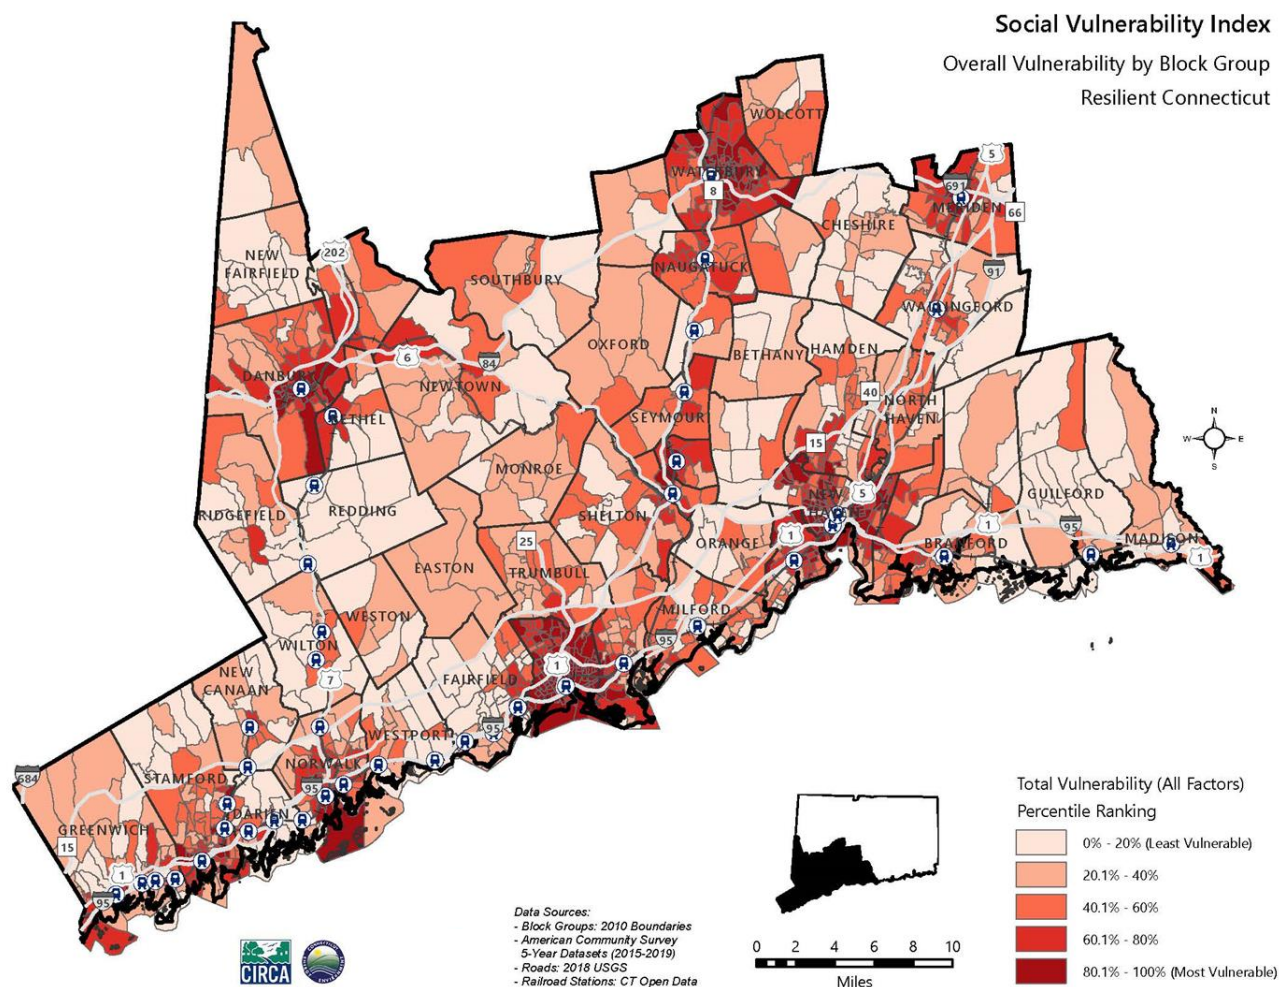 Social Vulnerability Index
Overall Vulnerability by Block Group
Resilient Connecticut
WOLCOTT
WATERBURY
8
5
691
MERIDEN
66
CHESHIRE
91
202
NEW
FAIRFIELD
SOUTHBURY
NAUGATUCK
WALLINGFORD
OXFORD
BETHANY
HAMDEN
6
84
DANBURY
NEWTOWN
BETHEL
SEYMOUR
40
NORTH
HAVEN
15
N
W
E
S
MONROE
NEW
HAVEN
5
GUILFORD
RIDGEFIELD
REDDING
SHELTON
ORANGE
1
1
95
BRANFORD
MADISON
1
25
EASTON
TRUMBULL
WESTON
MILFORD
95
WILTON
7
NEW
CANAAN
FAIRFIELD
1
WESTPORT
95
684
STAMFORD
NORWALK
95
DARIEN
GREENWICH
15
1
95
Total Vulnerability (All Factors)
Percentile Ranking
0% - 20% (Least Vulnerable)
20.1% - 40%
40.1% - 60%
60.1% - 80%
80.1% - 100% (Most Vulnerable)
Data Sources:
- Block Groups: 2010 Boundaries
- American Community Survey
5-Year Datasets (2015-2019)
- Roads: 2018 USGS
- Railroad Stations: CT Open Data
0 2 4 6 8 10
Miles
CIRCA